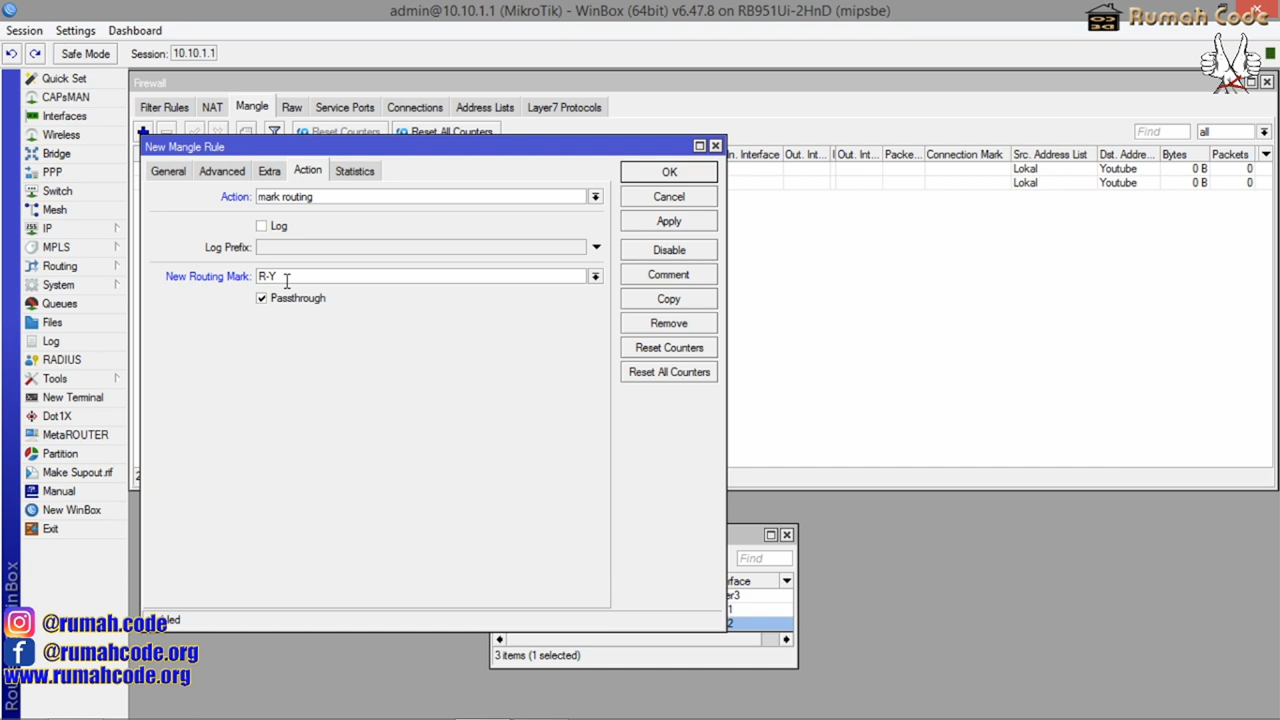 admin@10.10.1.1 (MikroTik) - WinBox (64bit) v6.47.8 on RB951Ui-2HnD (mipsbe)
Rumah Code
Session Settings Dashboard
Safe Mode Session: 10.10.1.1
Quick Set
CAPsMAN
Interfaces
Wireless
Bridge
PPP
Switch
Mesh
IP
MPLS
Routing
System
Queues
Files
Log
RADIUS
Tools
New Terminal
Dot1X
MetaROUTER
Partition
Make Supout.rif
Manual
New WinBox
Exit
Firewall
Filter Rules NAT Mangle Raw Service Ports Connections Address Lists Layer7 Protocols
Reset Counters Reset All Counters Find all
In. Interface Out. Int... Out. Int... Packe... Connection Mark Src. Address List Dst. Addre... Bytes Packets
Lokal Youtube 0 B 0
Lokal Youtube 0 B 0
New Mangle Rule
General Advanced Extra Action Statistics
Action: mark routing
Log
Log Prefix:
New Routing Mark: R-Y
Passthrough
OK
Cancel
Apply
Disable
Comment
Copy
Remove
Reset Counters
Reset All Counters
Find
3 items (1 selected)
@rumah.code
@rumahcode.org
www.rumahcode.org